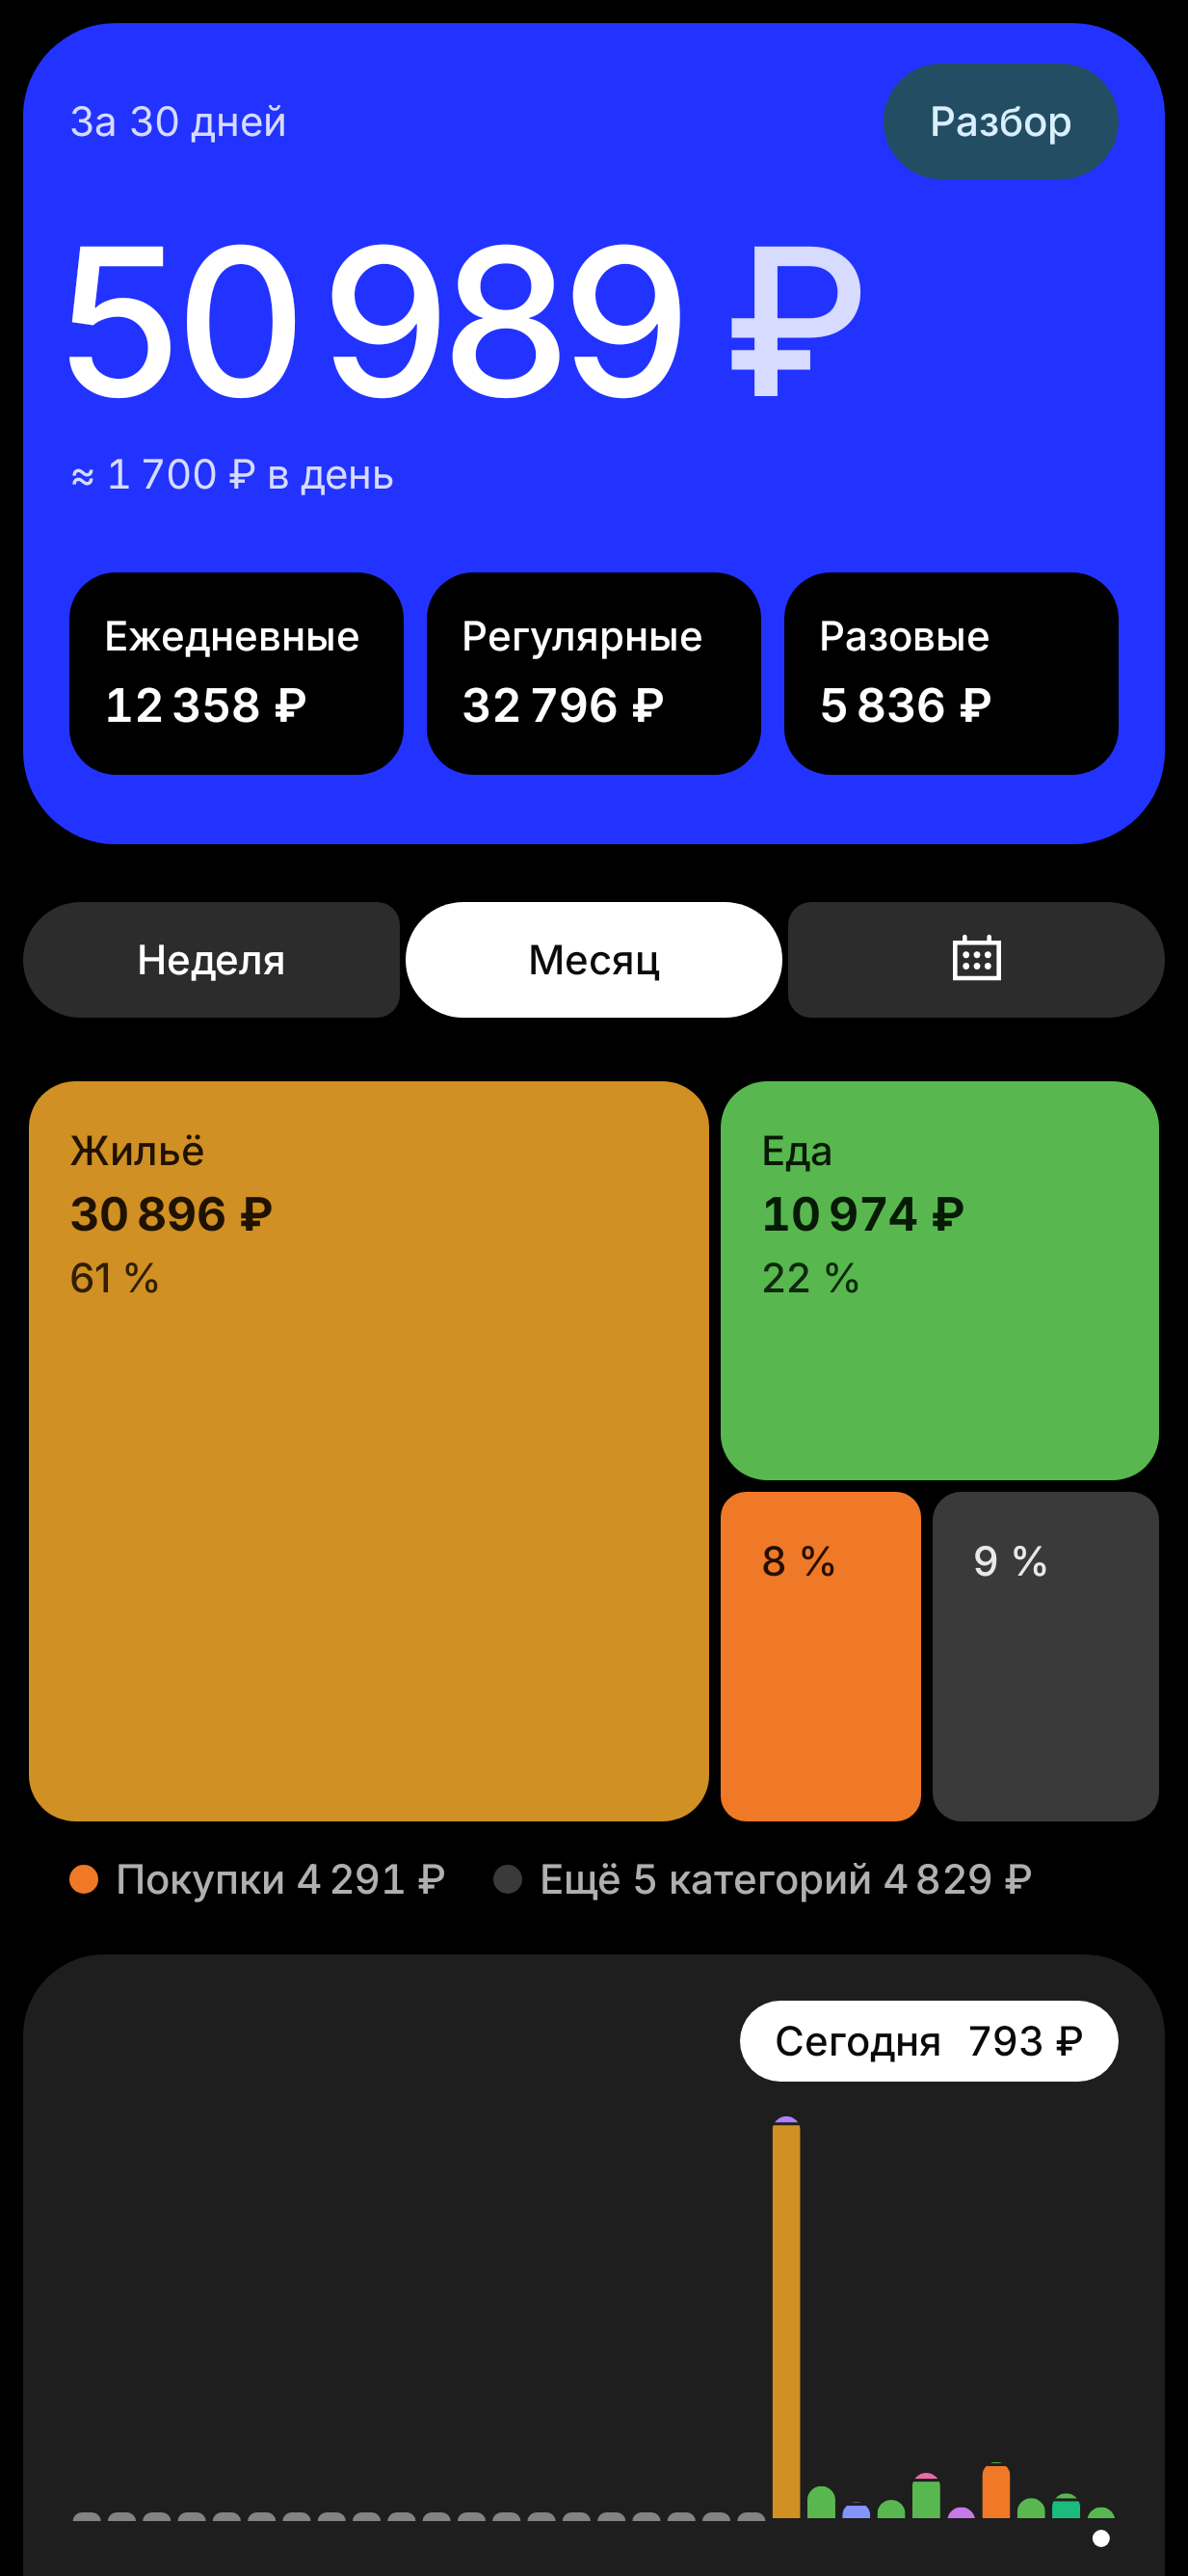 За 30 дней
Разбор
50 989 ₽
≈ 1 700 ₽ в день
Ежедневные
12 358 ₽
Регулярные
32 796 ₽
Разовые
5 836 ₽
Неделя
Месяц
Жильё
30 896 ₽
61 %
Еда
10 974 ₽
22 %
8 %
9 %
Покупки 4 291 ₽
Ещё 5 категорий 4 829 ₽
Сегодня 793 ₽